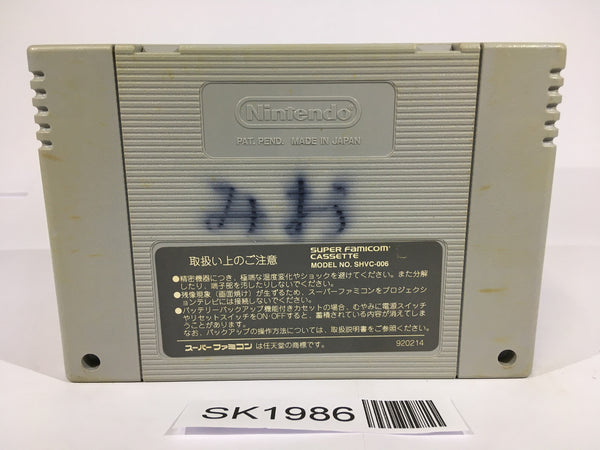 Nintendo
PAT. PEND. MADE IN JAPAN
みお
取扱い上のご注意
SUPER FAMICOM
CASSETTE
MODEL NO. SHVC-006
●精密機器につき、極端な温度変化やショックを避けてください。また分解
したり、端子部を汚したりしないでください。
●残像現象(画面焼け)が生ずるため、スーパーファミコンをプロジェクシ
ョンテレビには接続しないでください。
●バッテリーバックアップ機能付きカセットの場合、むやみに電源スイッチ
やリセットスイッチをON・OFFすると、蓄積されている内容が消えてしま
うことがあります。
なお、バックアップの操作方法については、取扱説明書をご参照ください。
スーパーファミコン は任天堂の商標です。
920214
SK1986